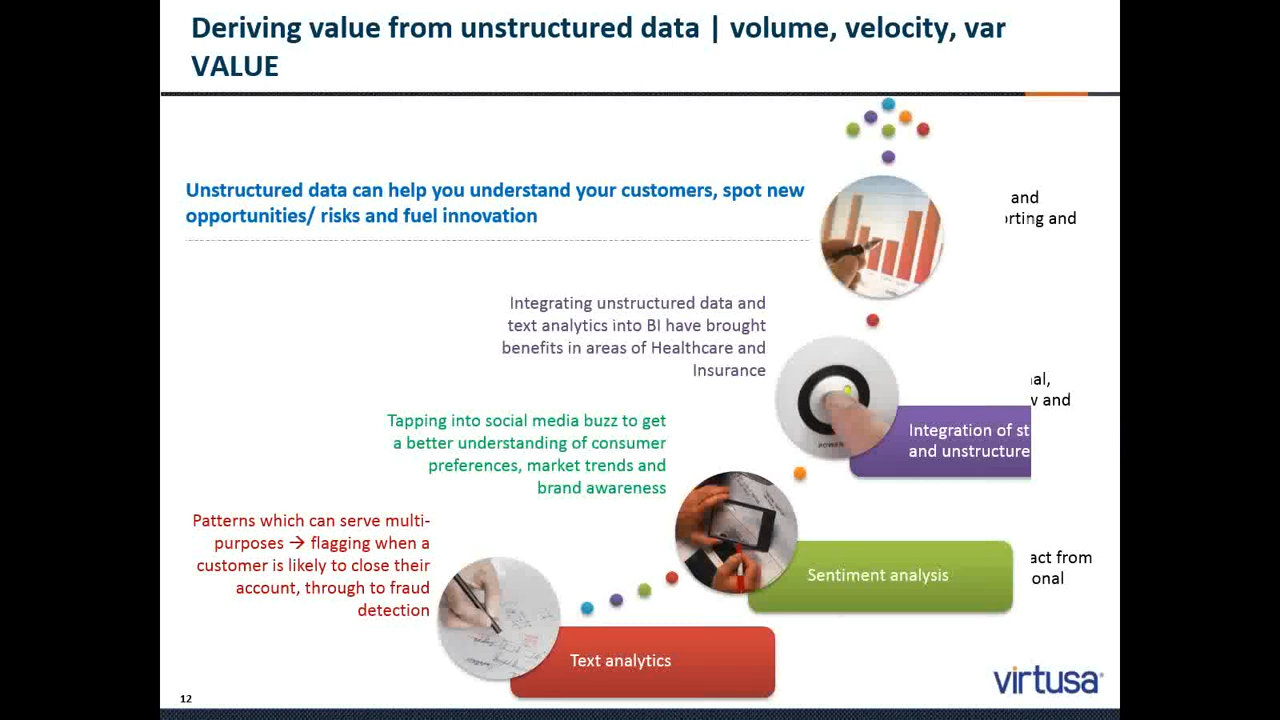 Deriving value from unstructured data | volume, velocity, var
VALUE
Unstructured data can help you understand your customers, spot new
opportunities/ risks and fuel innovation
and
orting and
Integrating unstructured data and
text analytics into BI have brought
benefits in areas of Healthcare and
Insurance
POWER
and
Integration of st
and unstructure
Tapping into social media buzz to get
a better understanding of consumer
preferences, market trends and
brand awareness
Sentiment analysis
act from
onal
Patterns which can serve multi-
purposes → flagging when a
customer is likely to close their
account, through to fraud
detection
Text analytics
virtusa
12